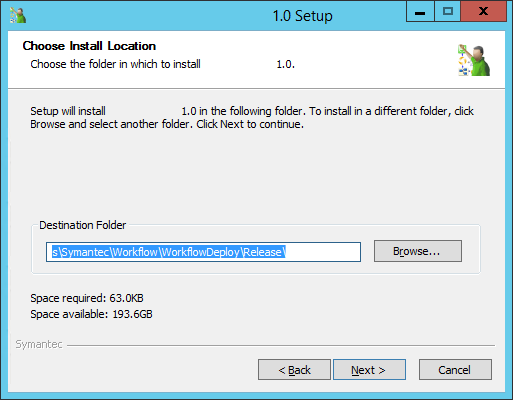 1.0 Setup
Choose Install Location
Choose the folder in which to install 1.0.
Setup will install 1.0 in the following folder. To install in a different folder, click
Browse and select another folder. Click Next to continue.
Destination Folder
s\Symantec\Workflow\WorkflowDeploy\Release\
Browse...
Space required: 63.0KB
Space available: 193.6GB
Symantec
< Back
Next >
Cancel